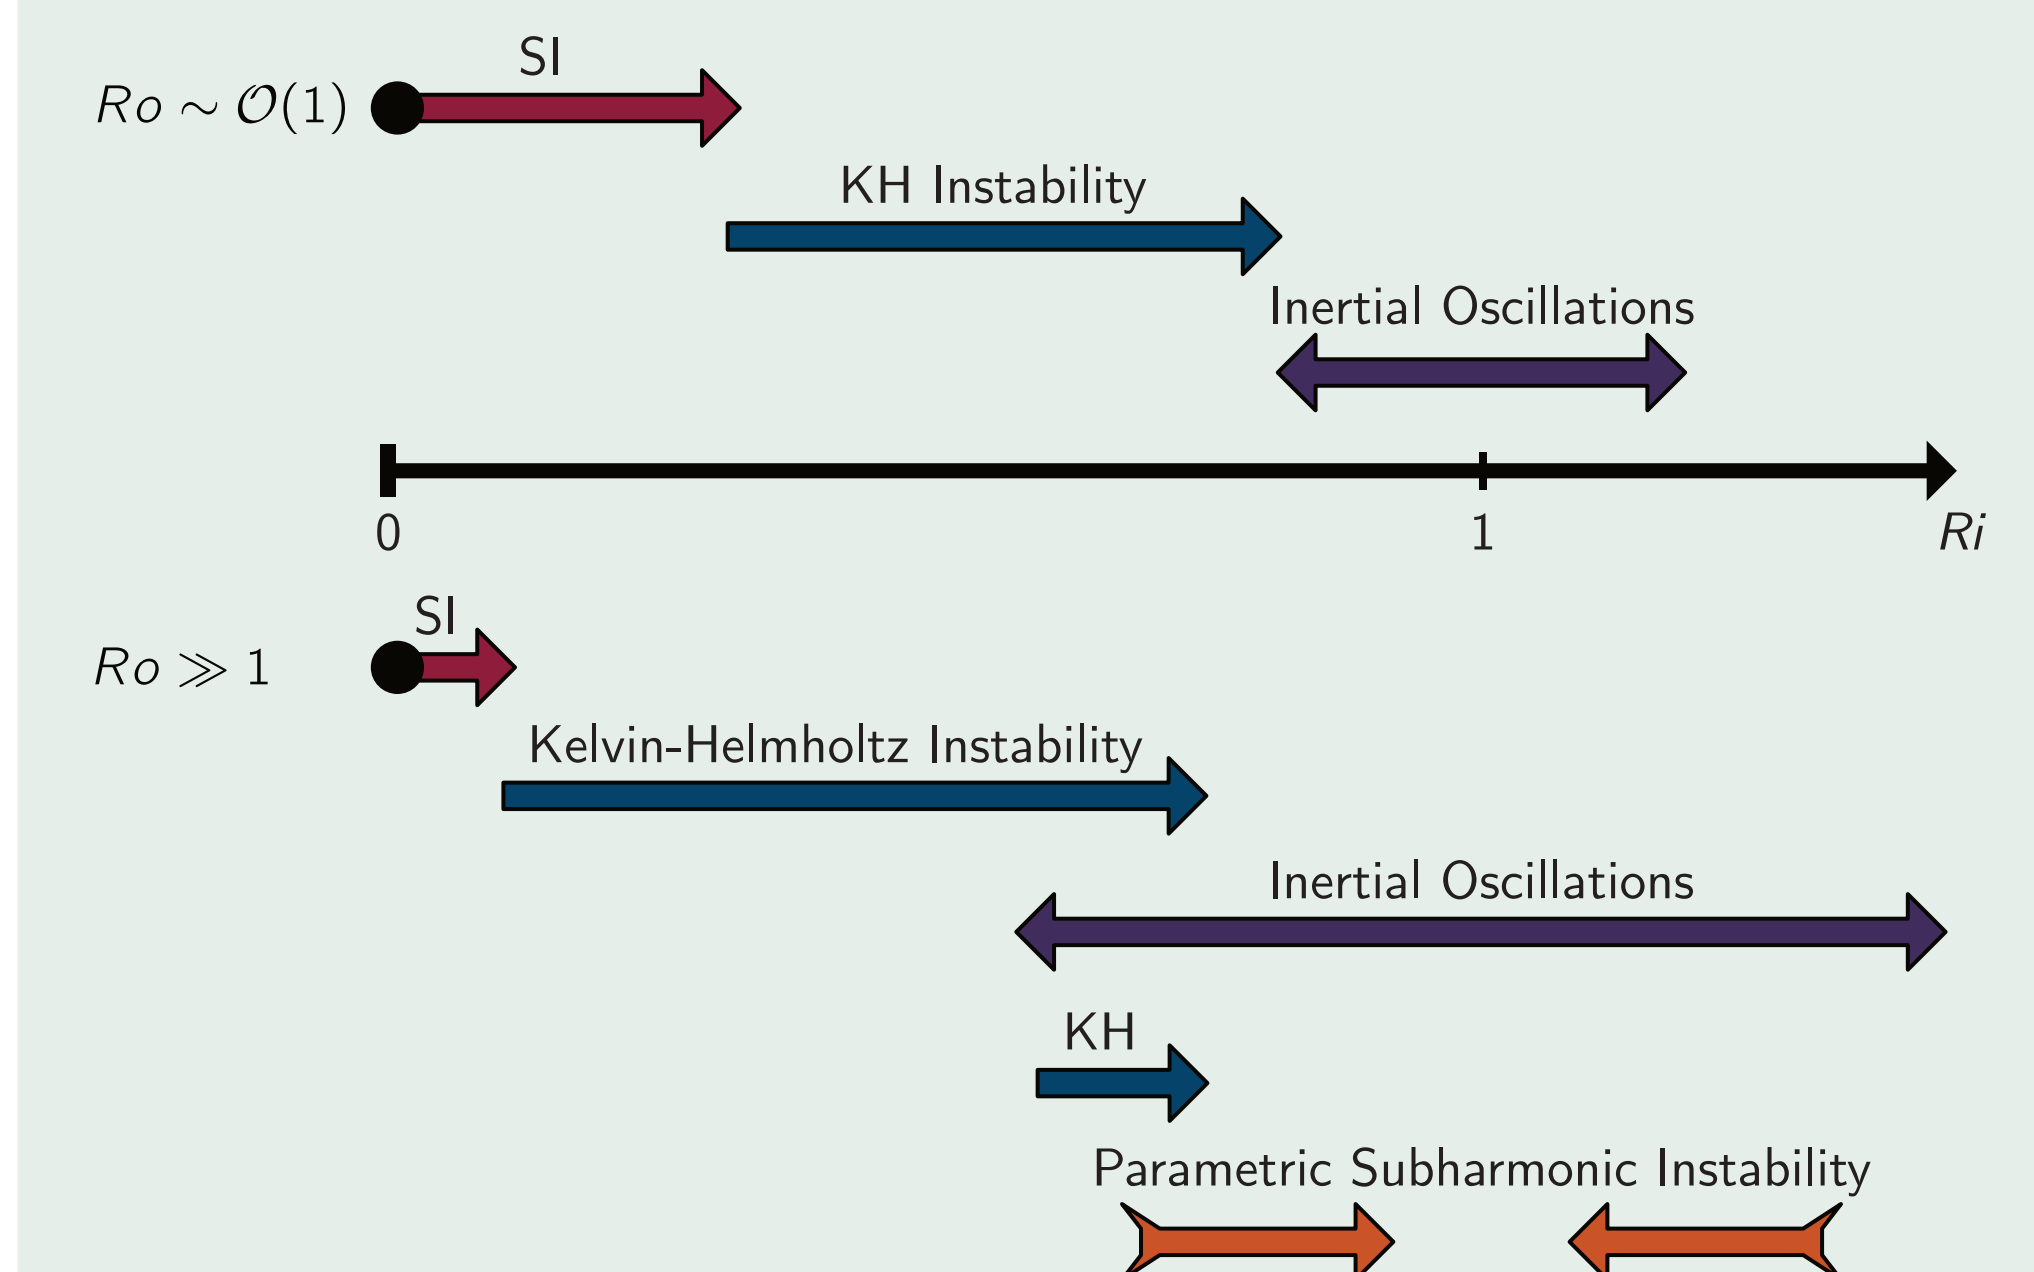 SI
Ro ∼ 𝒪(1)
KH Instability
Inertial Oscillations
0
1
Ri
SI
Ro ≫ 1
Kelvin-Helmholtz Instability
Inertial Oscillations
KH
Parametric Subharmonic Instability